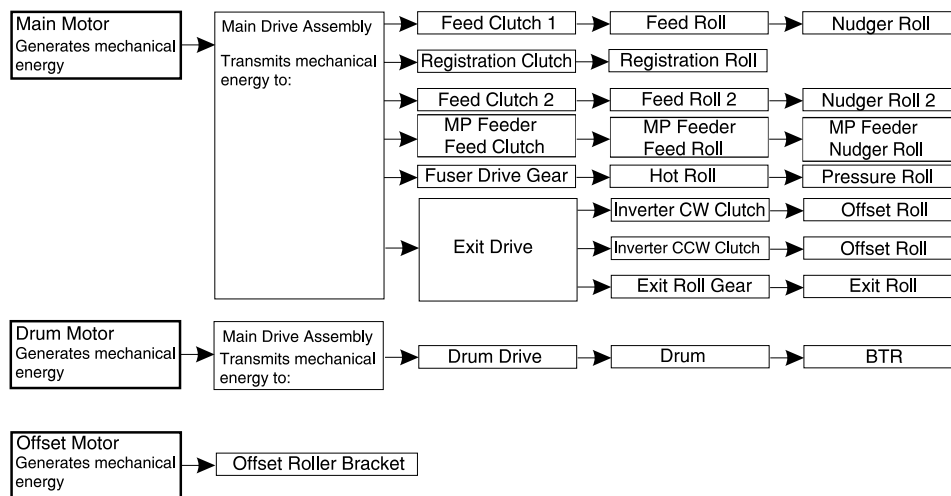 Main Motor
Generates mechanical
energy
Main Drive Assembly
Transmits mechanical
energy to:
Feed Clutch 1
Feed Roll
Nudger Roll
Registration Clutch
Registration Roll
Feed Clutch 2
Feed Roll 2
Nudger Roll 2
MP Feeder
Feed Clutch
MP Feeder
Feed Roll
MP Feeder
Nudger Roll
Fuser Drive Gear
Hot Roll
Pressure Roll
Exit Drive
Inverter CW Clutch
Offset Roll
Inverter CCW Clutch
Offset Roll
Exit Roll Gear
Exit Roll
Drum Motor
Generates mechanical
energy
Main Drive Assembly
Transmits mechanical
energy to:
Drum Drive
Drum
BTR
Offset Motor
Generates mechanical
energy
Offset Roller Bracket